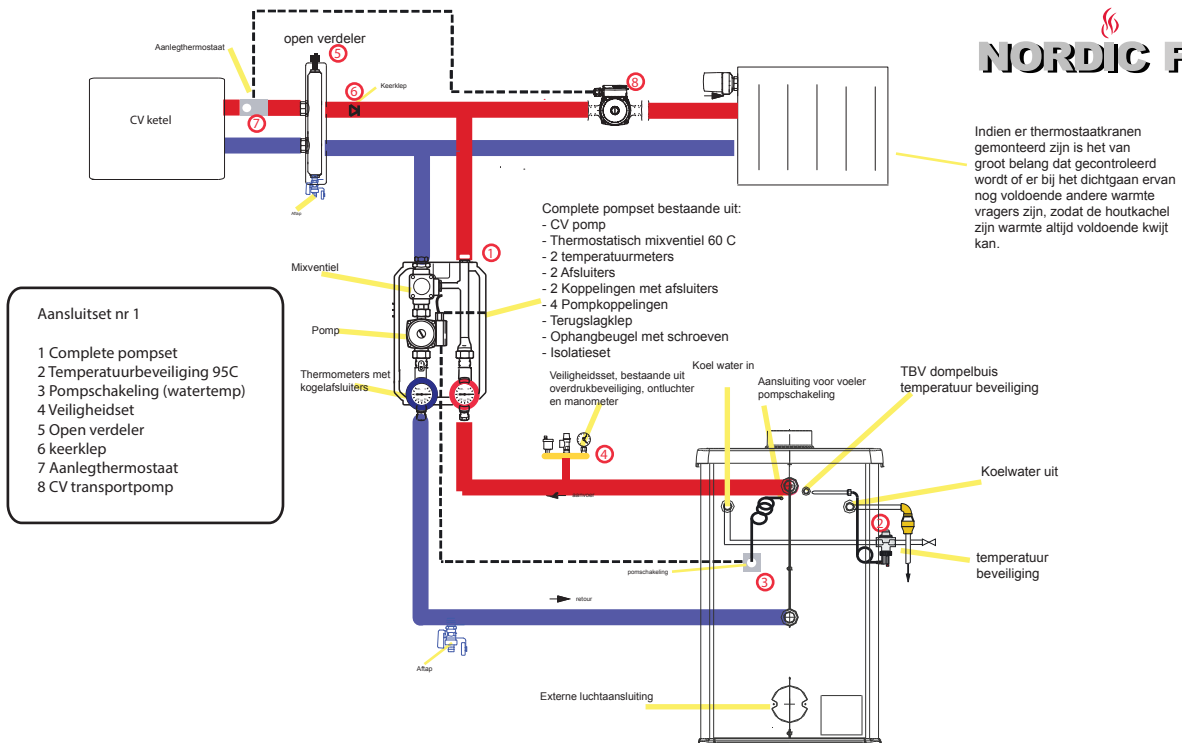 NORDIC F
open verdeler
5
Aanlegthermostaat
6
Keerklep
8
CV ketel
7
Aftap
Indien er thermostaatkranen
gemonteerd zijn is het van
groot belang dat gecontroleerd
wordt of er bij het dichtgaan ervan
nog voldoende andere warmte
vragers zijn, zodat de houtkachel
zijn warmte altijd voldoende kwijt
kan.
Complete pompset bestaande uit:
- CV pomp
- Thermostatisch mixventiel 60 C
- 2 temperatuurmeters
- 2 Afsluiters
- 2 Koppelingen met afsluiters
- 4 Pompkoppelingen
- Terugslagklep
- Ophangbeugel met schroeven
- Isolatieset
1
Mixventiel
Pomp
Thermometers met
kogelafsluiters
Aansluitset nr 1
1 Complete pompset
2 Temperatuurbeveiliging 95C
3 Pompschakeling (watertemp)
4 Veiligheidset
5 Open verdeler
6 keerklep
7 Aanlegthermostaat
8 CV transportpomp
Veiligheidsset, bestaande uit
overdrukbeveiliging, ontluchter
en manometer
4
Koel water in
Aansluiting voor voeler
pompschakeling
TBV dompelbuis
temperatuur beveiliging
Koelwater uit
2
temperatuur
beveiliging
aanvoer
pomschakeling
3
retour
Aftap
Externe luchtaansluiting